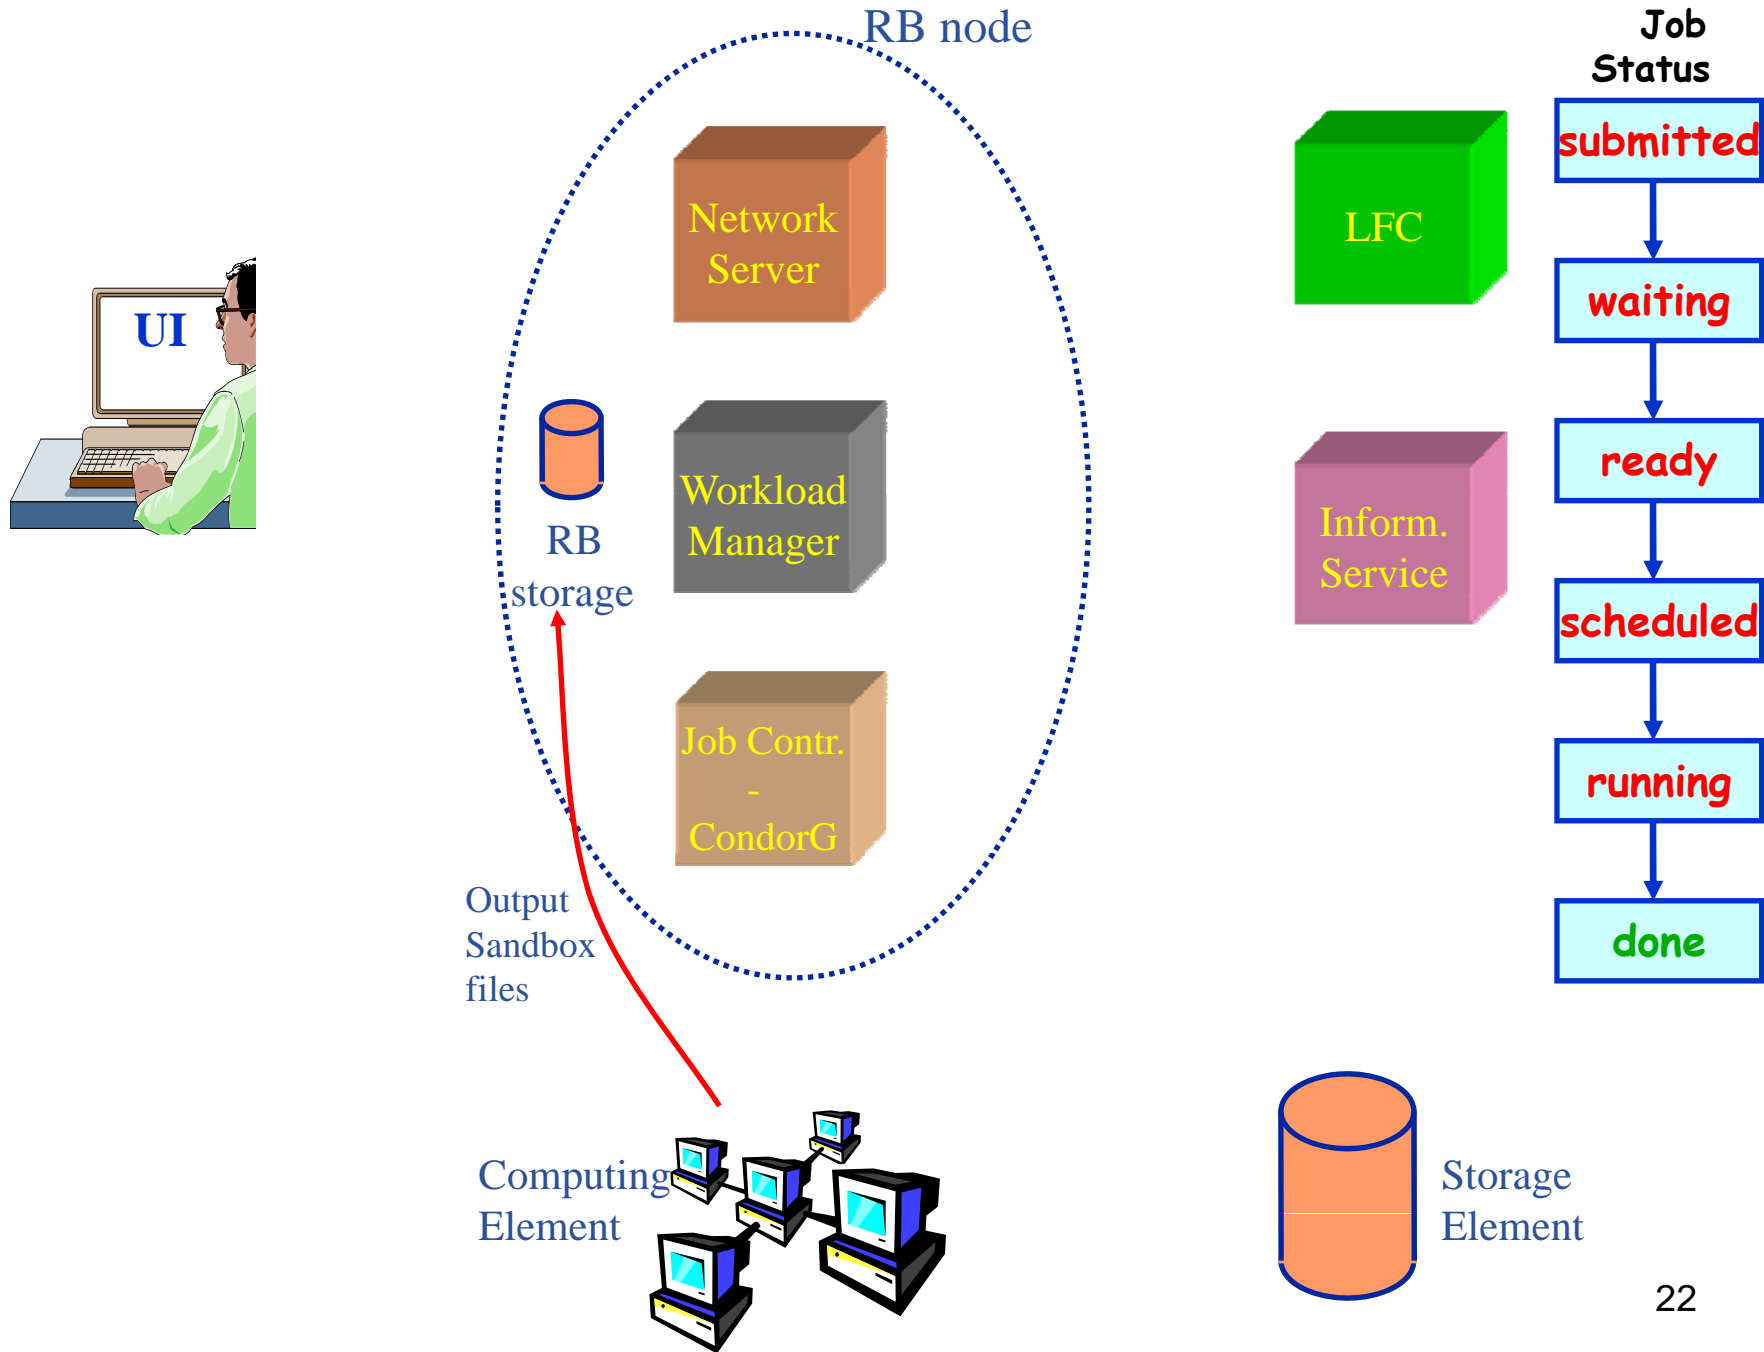 RB node
Job
Status
submitted
Network
Server
LFC
waiting
UI
ready
Workload
Manager
RB
storage
Inform.
Service
scheduled
Job Contr.
-
CondorG
running
Output
Sandbox
files
done
Computing
Element
Storage
Element
22